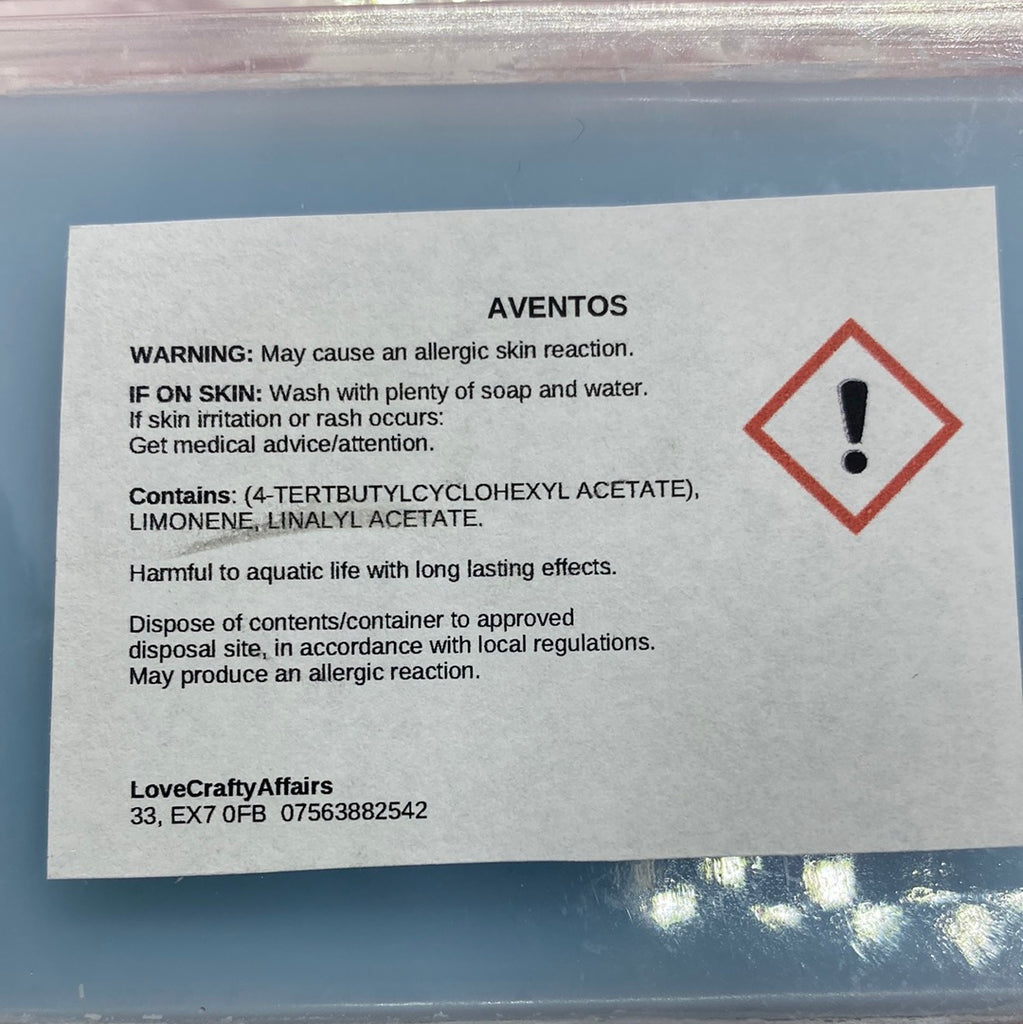 AVENTOS
WARNING: May cause an allergic skin reaction.
IF ON SKIN: Wash with plenty of soap and water.
If skin irritation or rash occurs:
Get medical advice/attention.
Contains: (4-TERTBUTYLCYCLOHEXYL ACETATE),
LIMONENE, LINALYL ACETATE.
Harmful to aquatic life with long lasting effects.
Dispose of contents/container to approved
disposal site, in accordance with local regulations.
May produce an allergic reaction.
LoveCraftyAffairs
33, EX7 0FB 07563882542